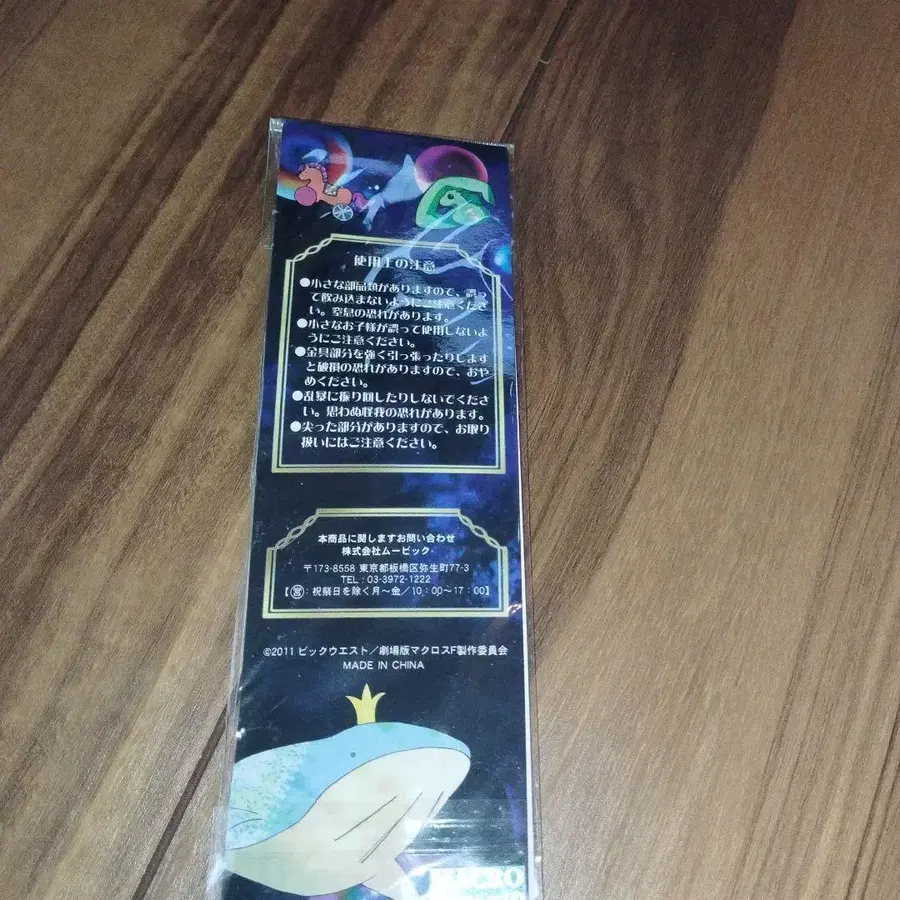 使用上の注意
●小さな部品類がありますので、誤っ
て飲み込まないようにご注意くださ
い。窒息の恐れがあります。
●小さなお子様が誤って使用しないよ
うにご注意ください。
●金具部分を強く引っ張ったりします
と破損の恐れがありますので、おや
めください。
●乱暴に振り回したりしないでくださ
い。思わぬ怪我の恐れがあります。
●尖った部分がありますので、お取り
扱いにはご注意ください。
本商品に関しますお問い合わせ
株式会社ムービック
〒173-8558 東京都板橋区弥生町77-3
TEL : 03-3972-1222
【㊠: 祝祭日を除く月〜金/10:00〜17:00】
©2011 ビックウエスト/劇場版マクロスF製作委員会
MADE IN CHINA
MACRO